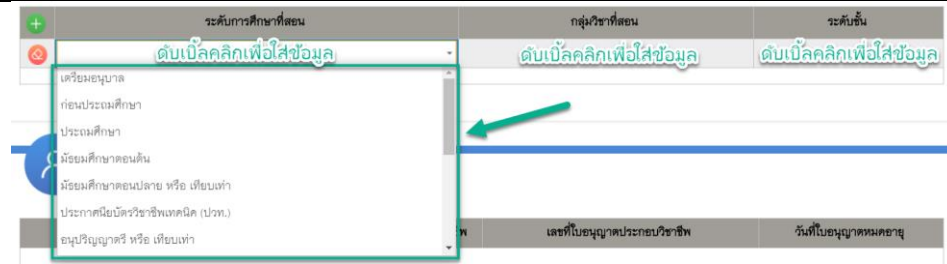 ระดับการศึกษาที่สอน กลุ่มวิชาที่สอน ระดับชั้น
ดับเบิ้ลคลิกเพื่อใส่ข้อมูล ดับเบิ้ลคลิกเพื่อใส่ข้อมูล ดับเบิ้ลคลิกเพื่อใส่ข้อมูล
เตรียมอนุบาล
ก่อนประถมศึกษา
ประถมศึกษา
มัธยมศึกษาตอนต้น
มัธยมศึกษาตอนปลาย หรือ เทียบเท่า
ประกาศนียบัตรวิชาชีพเทคนิค (ปวท.)
อนุปริญญาตรี หรือ เทียบเท่า
เลขที่ใบอนุญาตประกอบวิชาชีพ วันที่ใบอนุญาตหมดอายุ